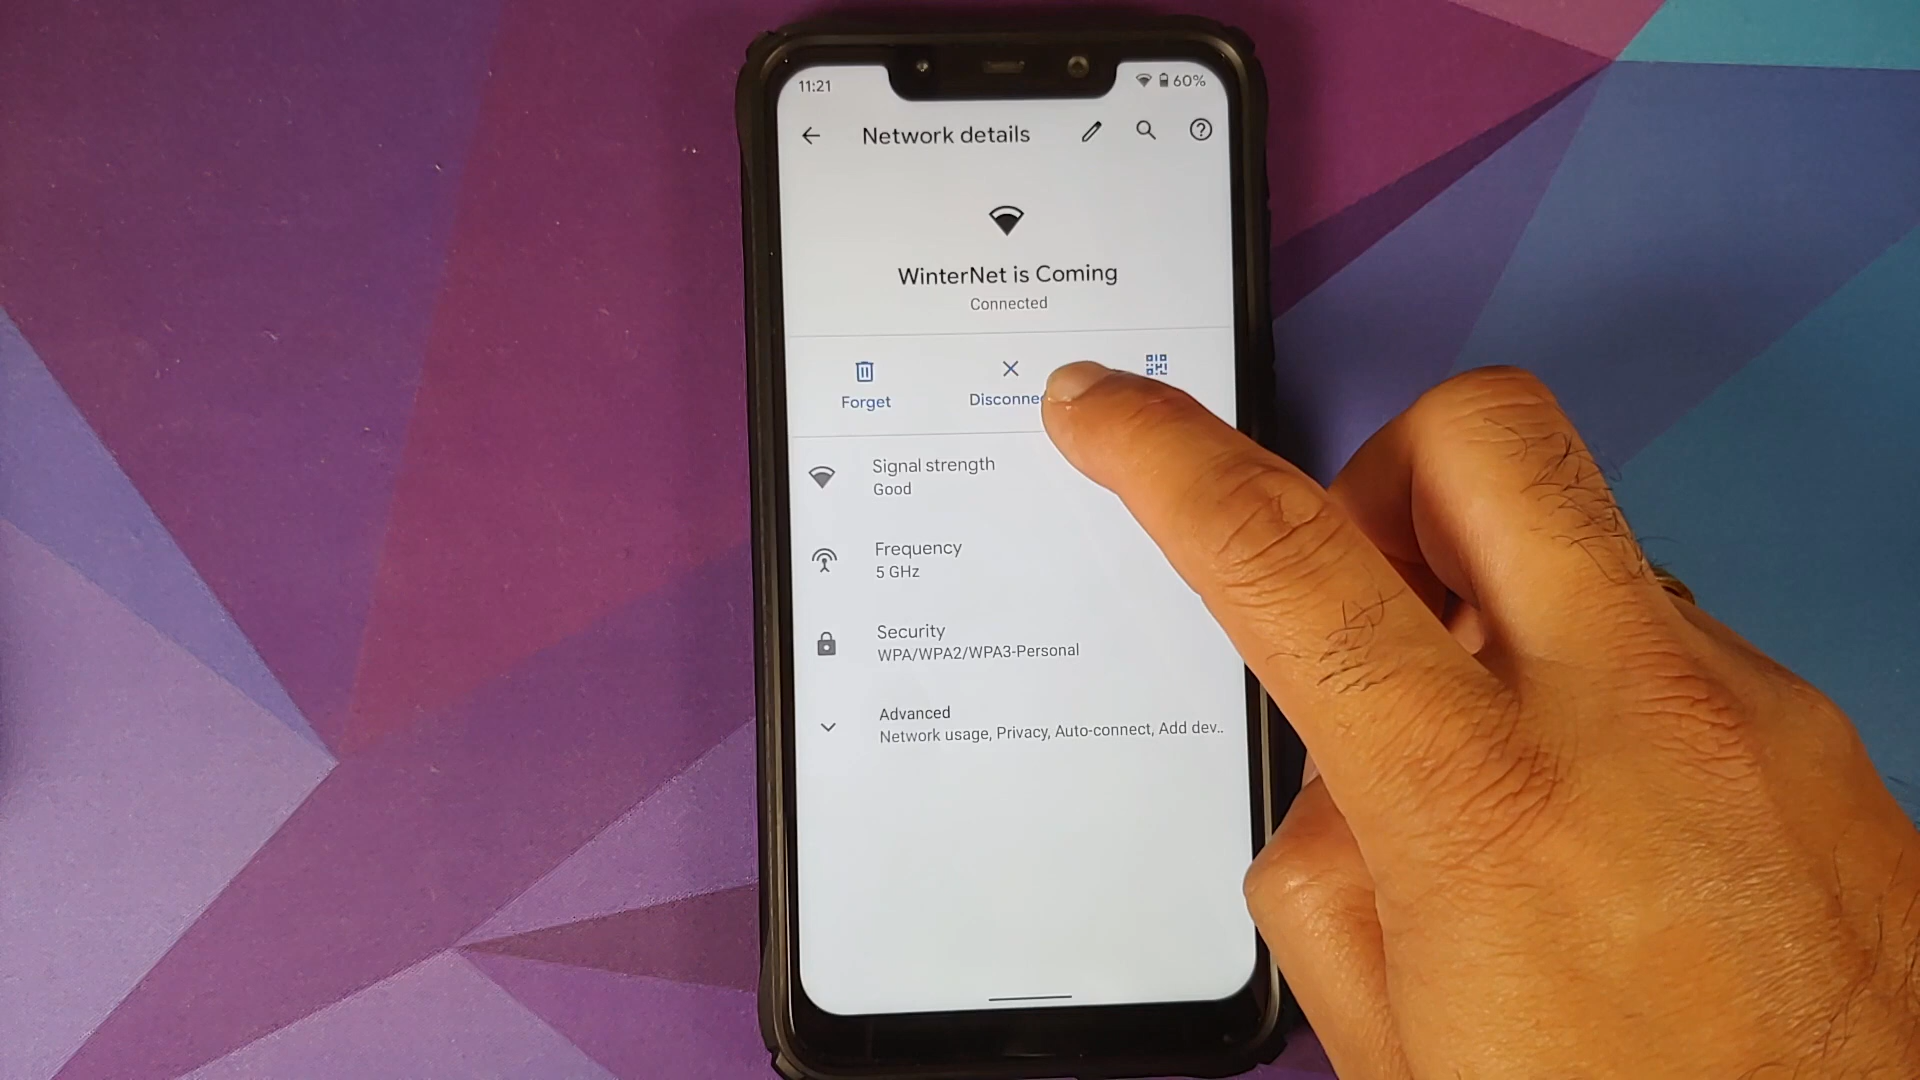 11:21
60%
Network details
WinterNet is Coming
Connected
Forget
Signal strength
Good
Frequency
5 GHz
Security
WPA/WPA2/WPA3-Personal
Advanced
Network usage, Privacy, Auto-connect, Add dev..